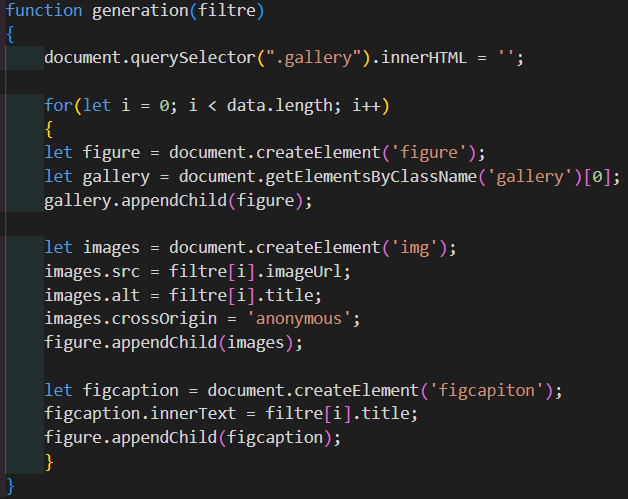 function generation(filtre)
{
document.querySelector(".gallery").innerHTML = '';
for(let i = 0; i < data.length; i++)
{
let figure = document.createElement('figure');
let gallery = document.getElementsByClassName('gallery')[0];
gallery.appendChild(figure);
let images = document.createElement('img');
images.src = filtre[i].imageUrl;
images.alt = filtre[i].title;
images.crossOrigin = 'anonymous';
figure.appendChild(images);
let figcaption = document.createElement('figcapiton');
figcaption.innerText = filtre[i].title;
figure.appendChild(figcaption);
}
}